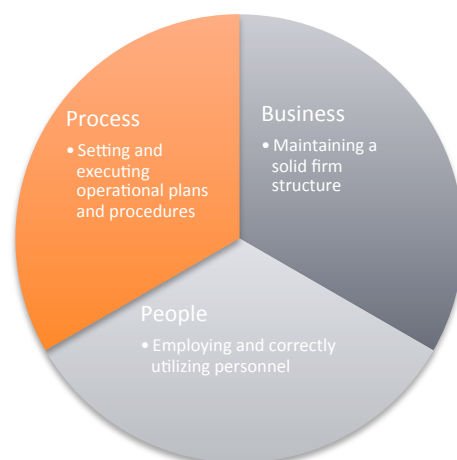 Process
• Setting and
executing
operational plans
and procedures
Business
• Maintaining a
solid firm
structure
People
• Employing and correctly
utilizing personnel